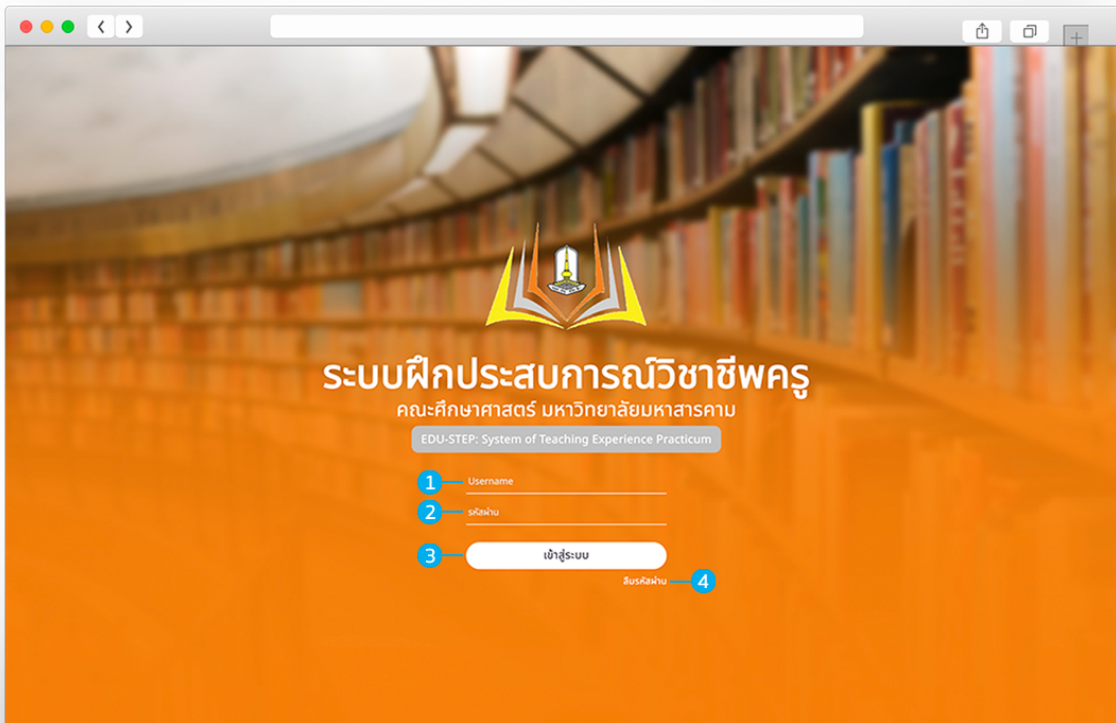 ระบบฝึกประสบการณ์วิชาชีพครู
คณะศึกษาศาสตร์ มหาวิทยาลัยมหาสารคาม
EDU-STEP: System of Teaching Experience Practicum
1 Username
2 รหัสผ่าน
3 เข้าสู่ระบบ
ลืมรหัสผ่าน 4